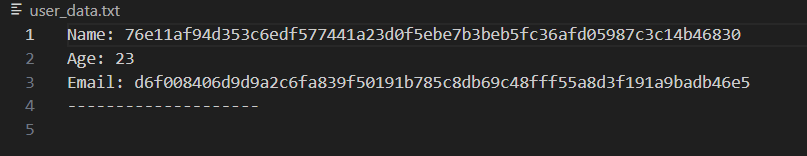 user_data.txt
1 Name: 76e11af94d353c6edf577441a23d0f5ebe7b3beb5fc36afd05987c3c14b46830
2 Age: 23
3 Email: d6f008406d9d9a2c6fa839f50191b785c8db69c48fff55a8d3f191a9badb46e5
4 --------------------
5